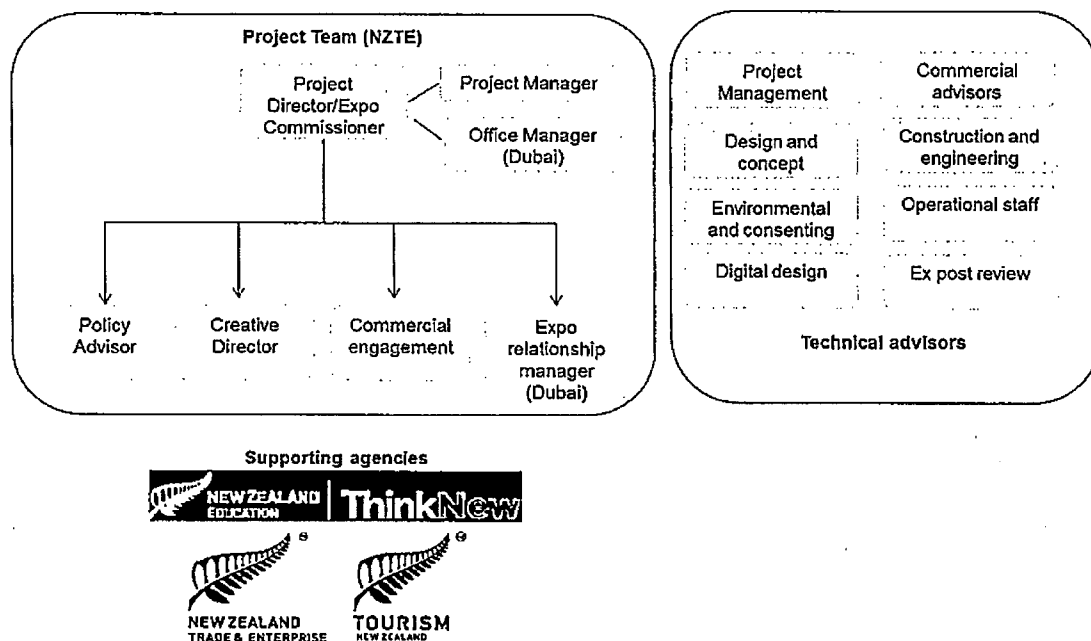 Project Team (NZTE)
Project
Director/Expo
Commissioner
Project Manager
Office Manager
(Dubai)
Policy
Advisor
Creative
Director
Commercial
engagement
Expo
relationship
manager
(Dubai)
Project
Management
Commercial
advisors
Design and
concept
Construction and
engineering
Environmental
and consenting
Operational staff
Digital design
Ex post review
Technical advisors
Supporting agencies
NEW ZEALAND
EDUCATION
ThinkNew
NEW ZEALAND
TRADE & ENTERPRISE
TOURISM
NEW ZEALAND